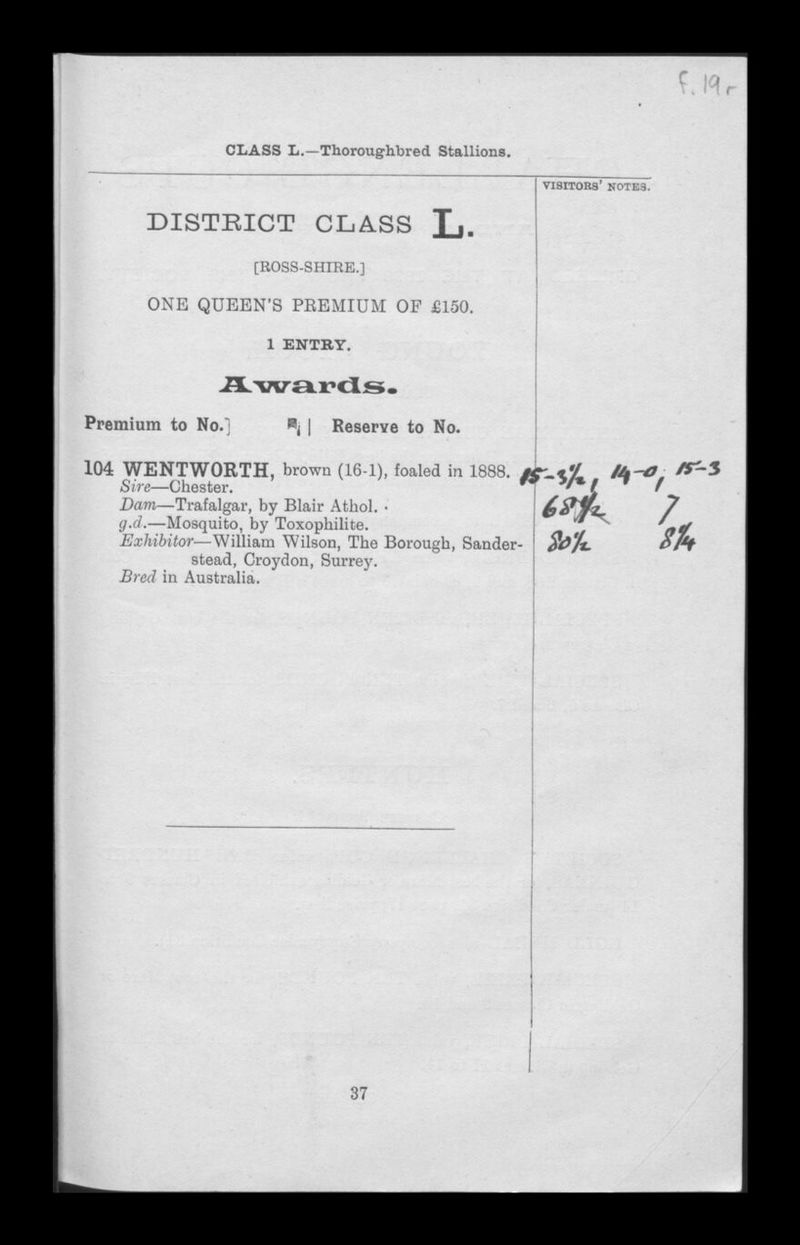 f. 19r
CLASS L.—Thoroughbred Stallions.
VISITORS' NOTES.
DISTRICT CLASS L.
[ROSS-SHIRE.]
ONE QUEEN'S PREMIUM OF £150.
1 ENTRY.
Awards.
Premium to No. Reserve to No.
104 WENTWORTH, brown (16-1), foaled in 1888. 15-3½, 14-0, 15-3
Sire—Chester.
Dam—Trafalgar, by Blair Athol. 7
g.d.—Mosquito, by Toxophilite.
Exhibitor—William Wilson, The Borough, Sander- 80½ 8¼
stead, Croydon, Surrey.
Bred in Australia.
37